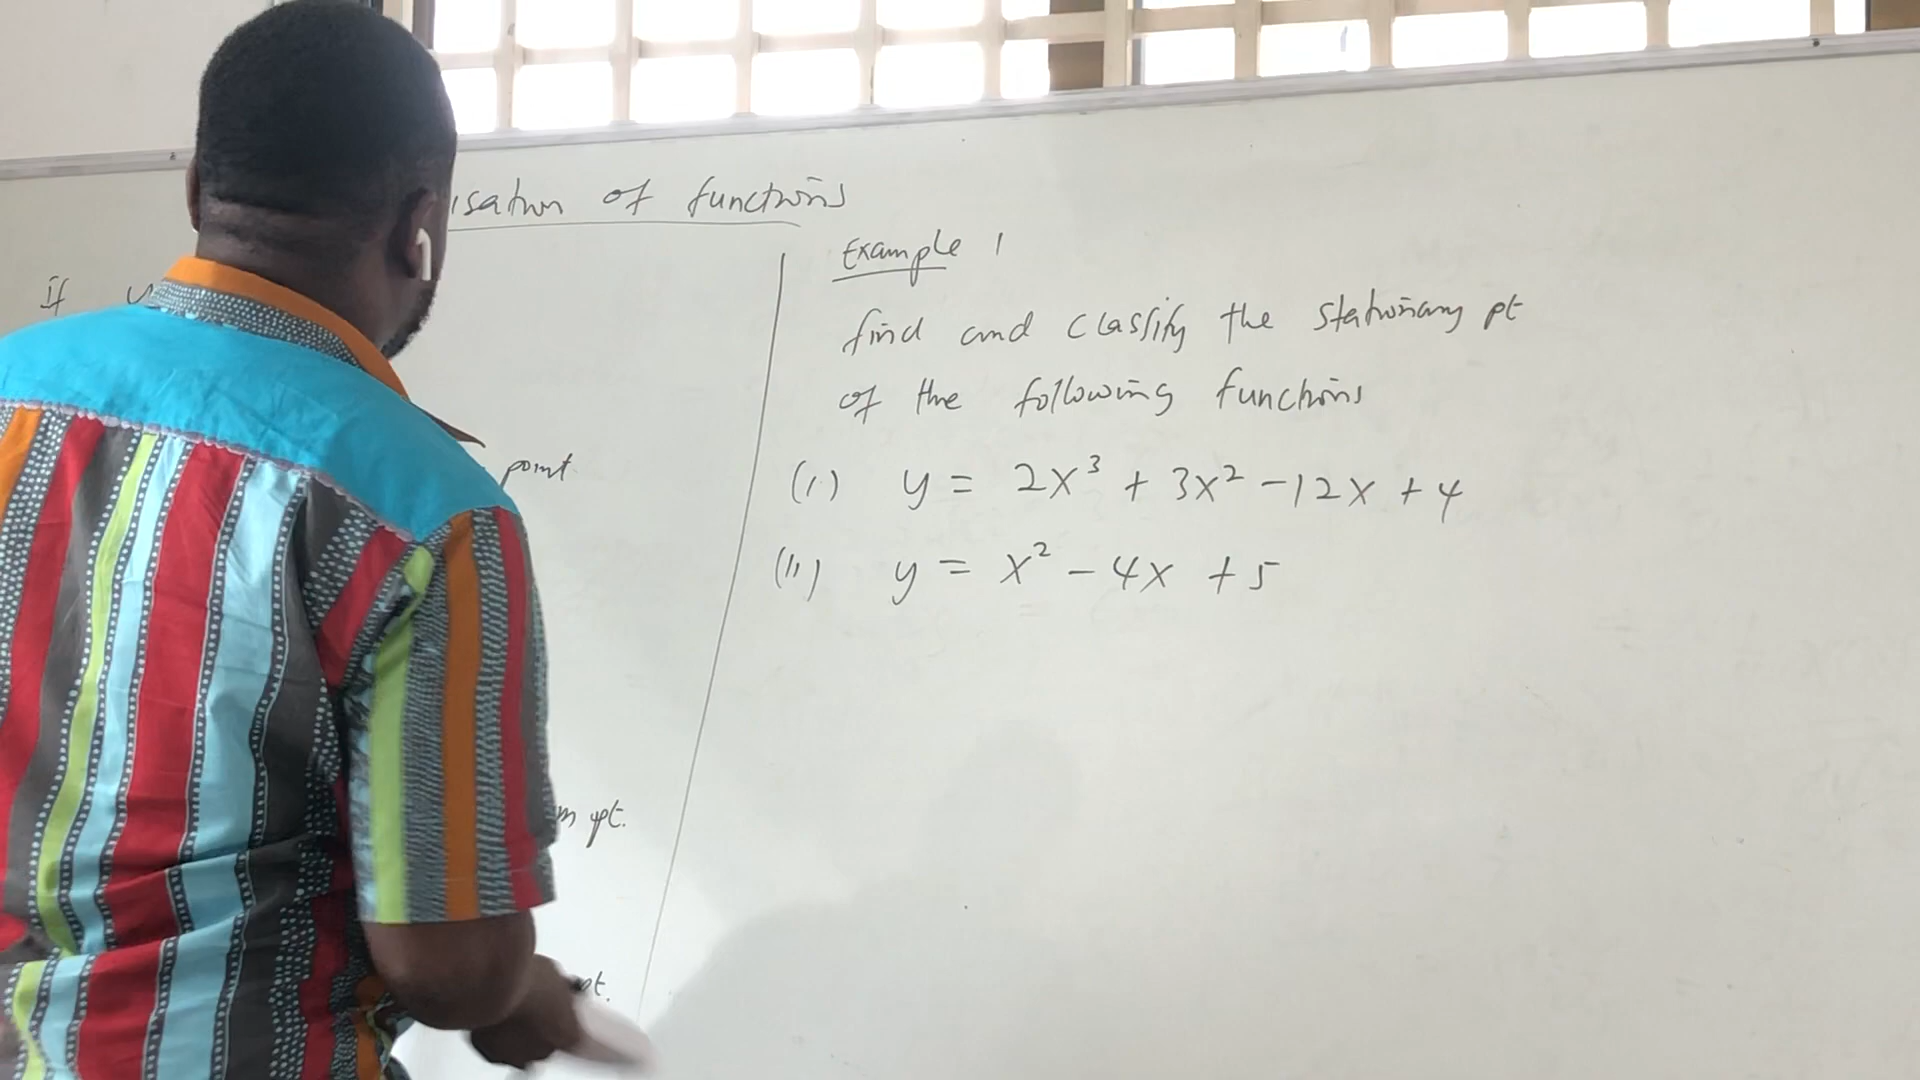 isation of functions
If y
point
m pt.
pt.
Example 1
find and classify the stationary pt
of the following functions
(i) y = 2x³ + 3x² - 12x + 4
(ii) y = x² - 4x + 5